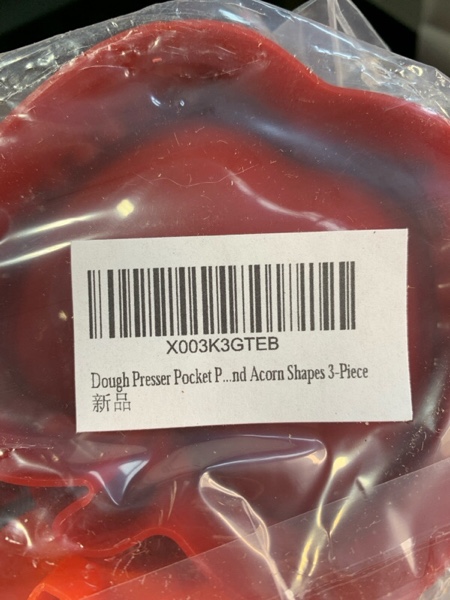 X003K3GTEB
Dough Presser Pocket P...nd Acorn Shapes 3-Piece
新品